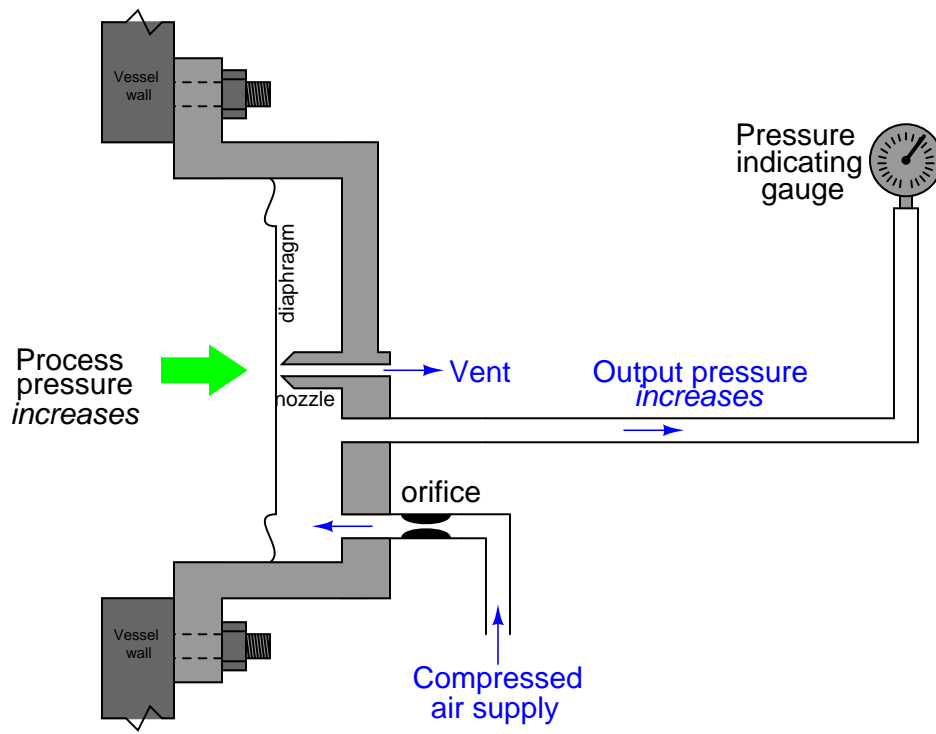 Vessel
wall
Pressure
indicating
gauge
diaphragm
Process
pressure
increases
Vent
Output pressure
increases
nozzle
orifice
Vessel
wall
Compressed
air supply